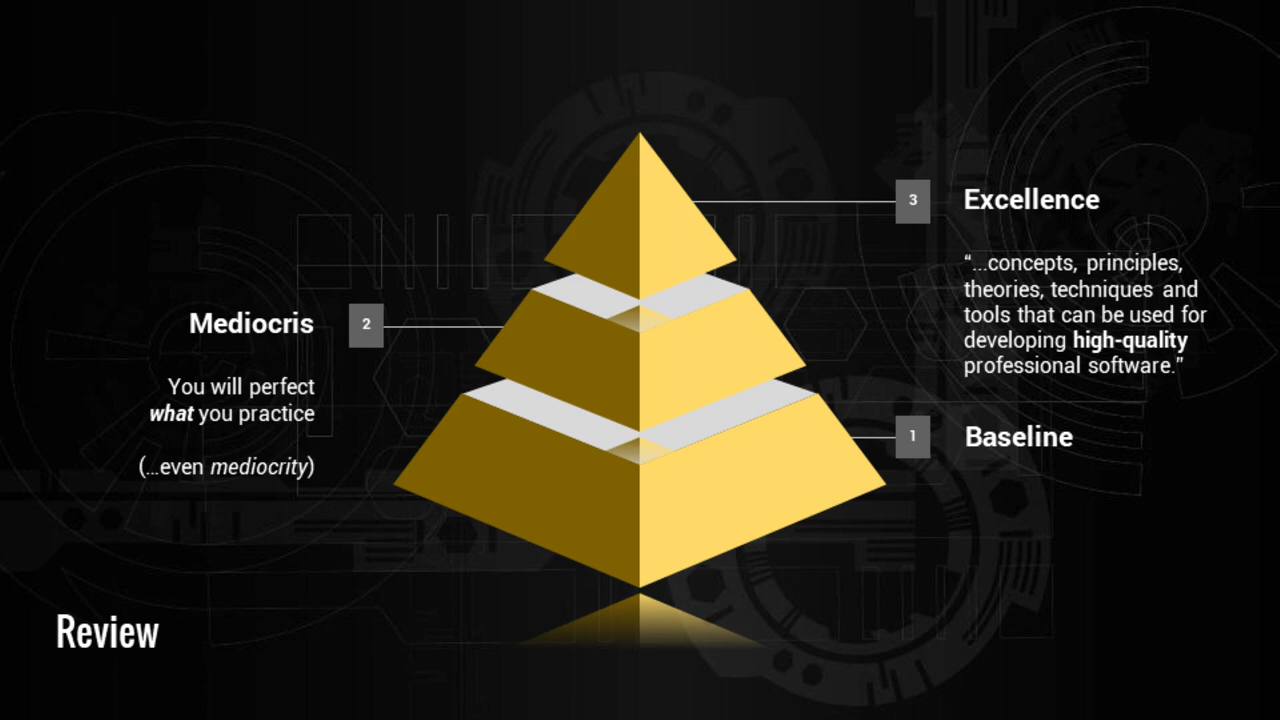 3
Excellence
“...concepts, principles,
theories, techniques and
tools that can be used for
developing high-quality
professional software.”
Mediocris
2
You will perfect
what you practice
(...even mediocrity)
1
Baseline
Review